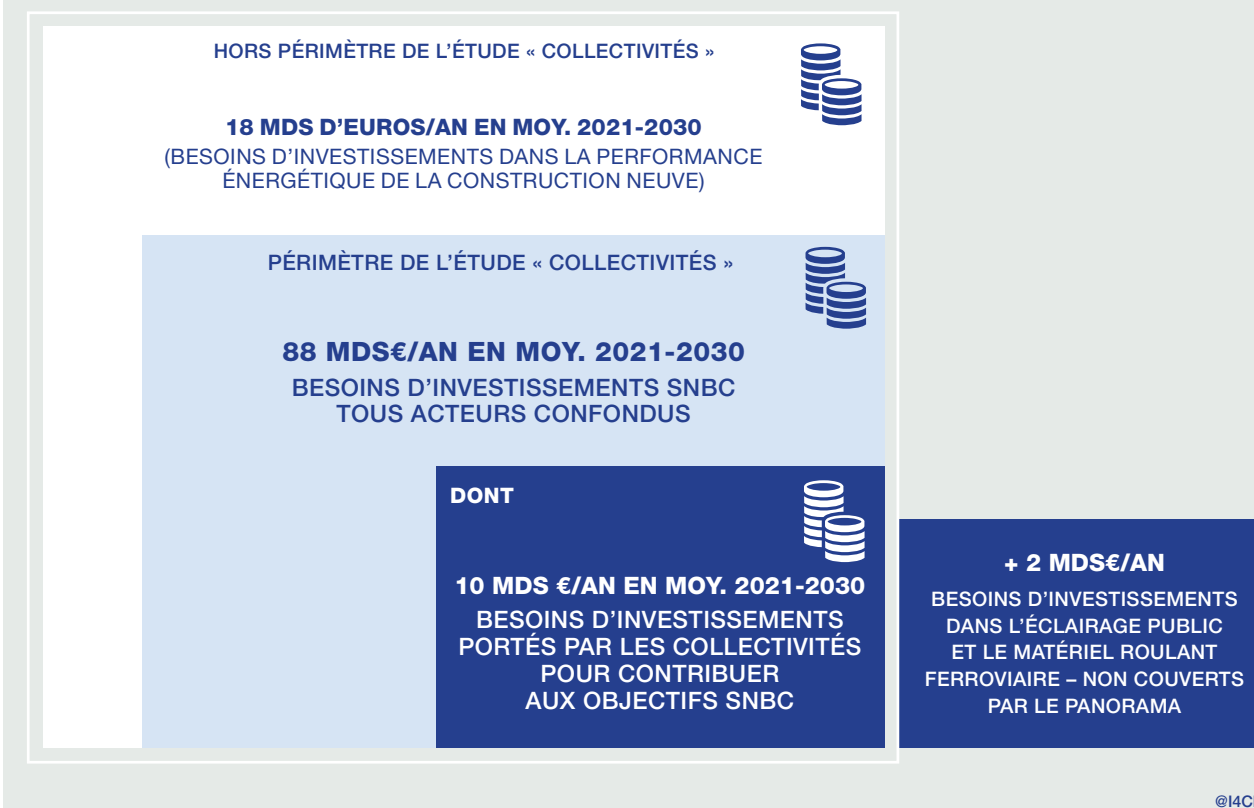 HORS PÉRIMÈTRE DE L'ÉTUDE « COLLECTIVITÉS »
18 MDS D'EUROS/AN EN MOY. 2021-2030
(BESOINS D'INVESTISSEMENTS DANS LA PERFORMANCE
ÉNERGÉTIQUE DE LA CONSTRUCTION NEUVE)
PÉRIMÈTRE DE L'ÉTUDE « COLLECTIVITÉS »
88 MDS€/AN EN MOY. 2021-2030
BESOINS D'INVESTISSEMENTS SNBC
TOUS ACTEURS CONFONDUS
DONT
10 MDS €/AN EN MOY. 2021-2030
BESOINS D'INVESTISSEMENTS
PORTÉS PAR LES COLLECTIVITÉS
POUR CONTRIBUER
AUX OBJECTIFS SNBC
+ 2 MDS€/AN
BESOINS D'INVESTISSEMENTS
DANS L'ÉCLAIRAGE PUBLIC
ET LE MATÉRIEL ROULANT
FERROVIAIRE – NON COUVERTS
PAR LE PANORAMA
@I4C